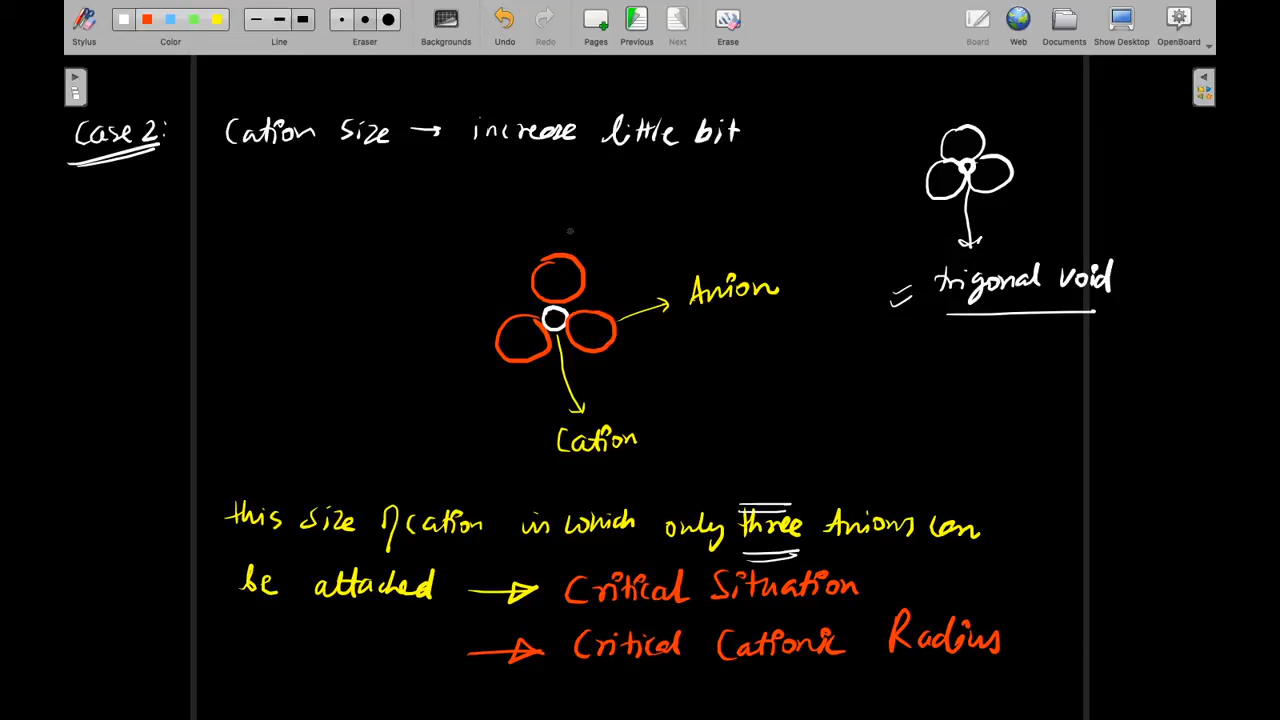 Stylus
Color
Line
Eraser
Backgrounds
Undo
Redo
Pages
Previous
Next
Erase
Board
Web
Documents
Show Desktop
OpenBoard
Case 2:
Cation Size → increase little bit
trigonal void
Anion
Cation
this size of cation in which only three Anions can
be attached → Critical Situation
→ Critical Cationic Radius